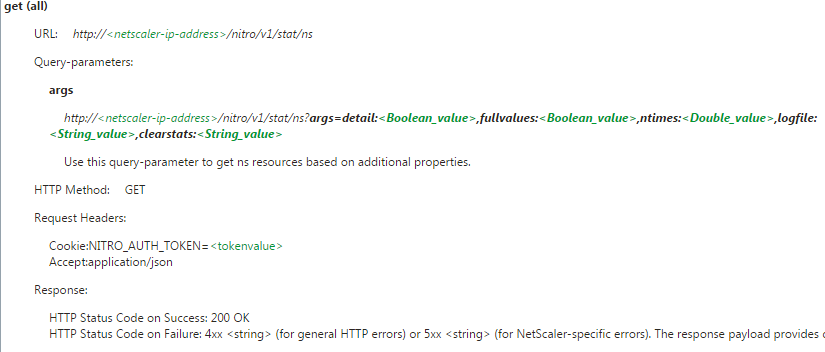 get (all)
URL: http://<netscaler-ip-address>/nitro/v1/stat/ns
Query-parameters:
args
http://<netscaler-ip-address>/nitro/v1/stat/ns?args=detail:<Boolean_value>,fullvalues:<Boolean_value>,ntimes:<Double_value>,logfile:
<String_value>,clearstats:<String_value>
Use this query-parameter to get ns resources based on additional properties.
HTTP Method: GET
Request Headers:
Cookie:NITRO_AUTH_TOKEN=<tokenvalue>
Accept:application/json
Response:
HTTP Status Code on Success: 200 OK
HTTP Status Code on Failure: 4xx <string> (for general HTTP errors) or 5xx <string> (for NetScaler-specific errors). The response payload provides